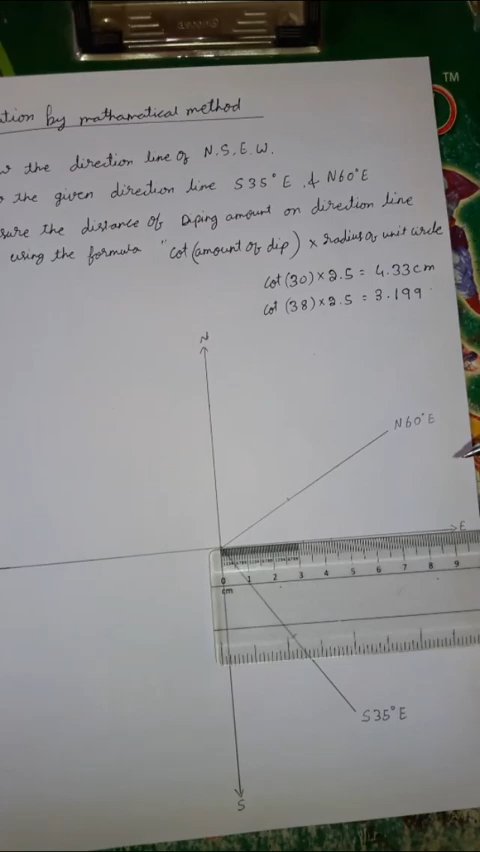 by mathamatical method
the direction line of N.S.E.W.
the given direction line S35°E & N60°E
the distance of Diping amount on direction line
using the formula "cot (amount of dip) × radius of unit circle
cot (30) × 2.5 = 4.33cm
cot (38) × 2.5 = 3.199
N
N60°E
E
0 1 2 3 4 5 6 7 8 9
cm
S35°E
S
TM